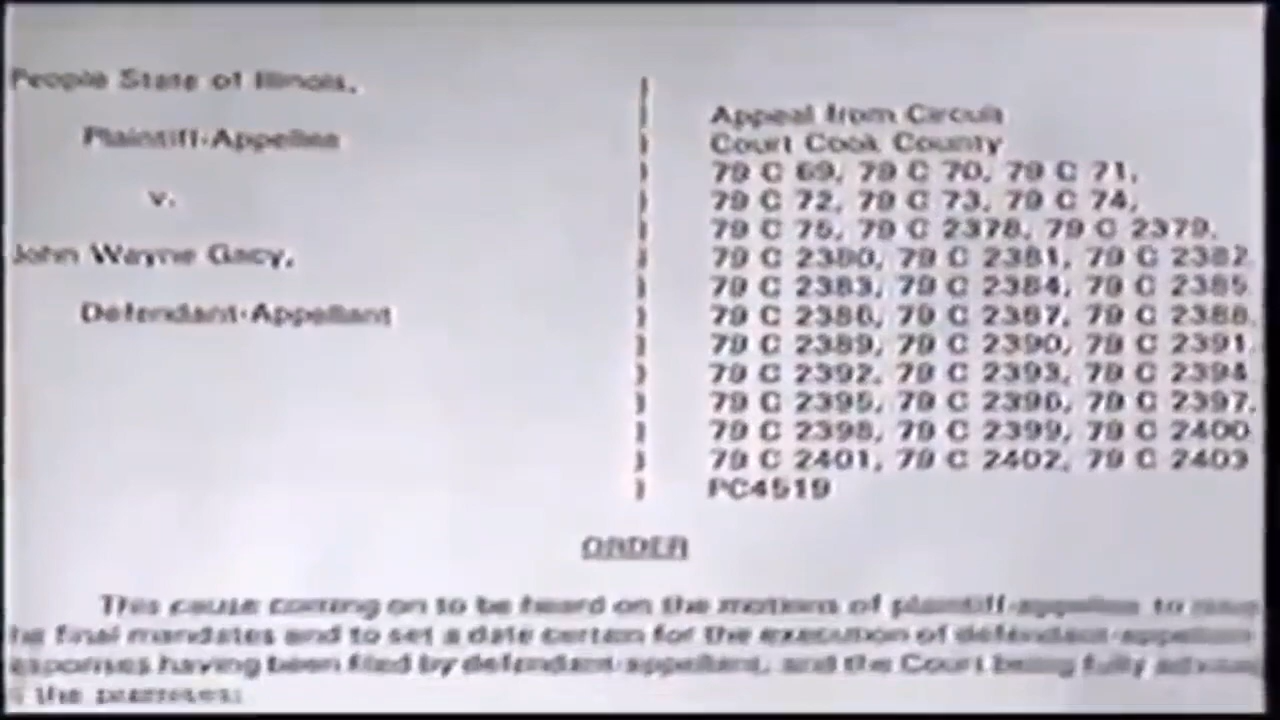 People State of Illinois,
Plaintiff-Appellee
v.
John Wayne Gacy,
Defendant-Appellant
Appeal from Circuit
Court Cook County
79 C 69, 79 C 70, 79 C 71,
79 C 72, 79 C 73, 79 C 74,
79 C 75, 79 C 2378, 79 C 2379,
79 C 2380, 79 C 2381, 79 C 2382
79 C 2383, 79 C 2384, 79 C 2385
79 C 2386, 79 C 2387, 79 C 2388,
79 C 2389, 79 C 2390, 79 C 2391,
79 C 2392, 79 C 2393, 79 C 2394
79 C 2395, 79 C 2396, 79 C 2397,
79 C 2398, 79 C 2399, 79 C 2400
79 C 2401, 79 C 2402, 79 C 2403
PC4519
ORDER
This cause coming on to be heard on the motions of plaintiff-appellee to
he final mandates and to set a date certain for the execution of defendant-appellan
esponses having been filed by defendant-appellant, and the Court being fully
the premises;